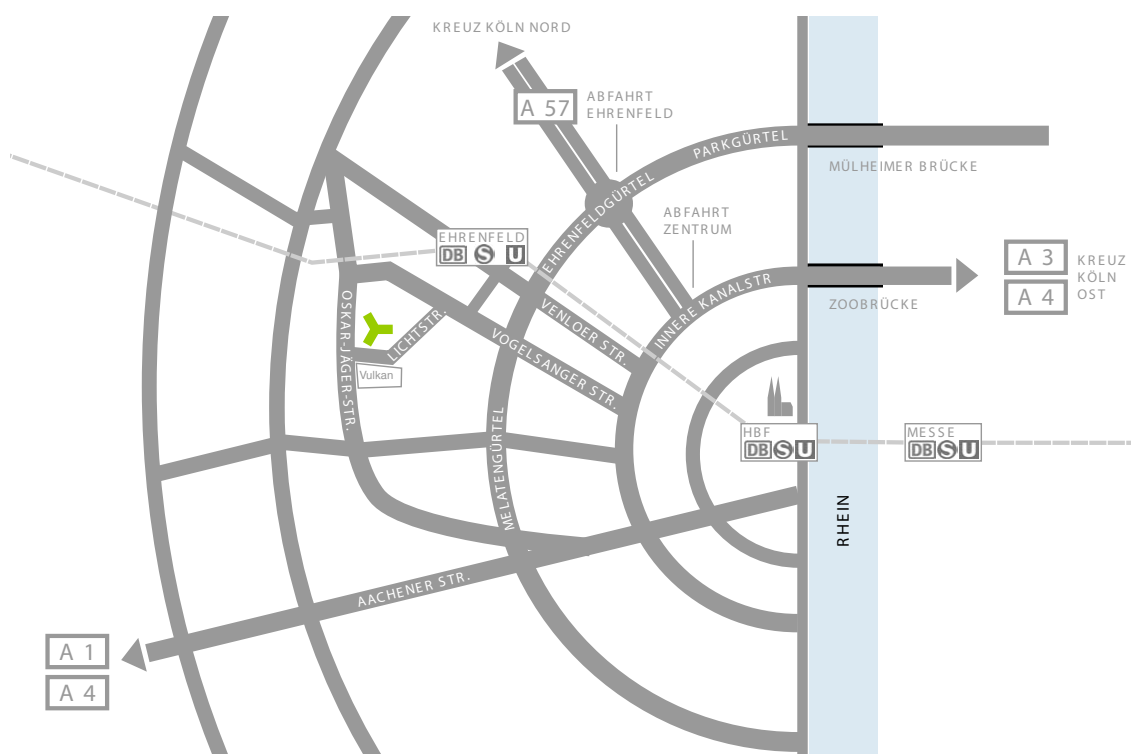 KREUZ KÖLN NORD
A 57
ABFAHRT
EHRENFELD
PARKGÜRTEL
MÜLHEIMER BRÜCKE
EHRENFELDGÜRTEL
ABFAHRT
ZENTRUM
EHRENFELD
DB S U
A 3
A 4
KREUZ
KÖLN
OST
INNERE KANALSTR
ZOOBRÜCKE
OSKAR-JÄGER-STR.
LICHTSTR.
VENLOER STR.
VOGELSANGER STR.
Vulkan
MELATENGÜRTEL
HBF
DB S U
MESSE
DB S U
RHEIN
AACHENER STR.
A 1
A 4